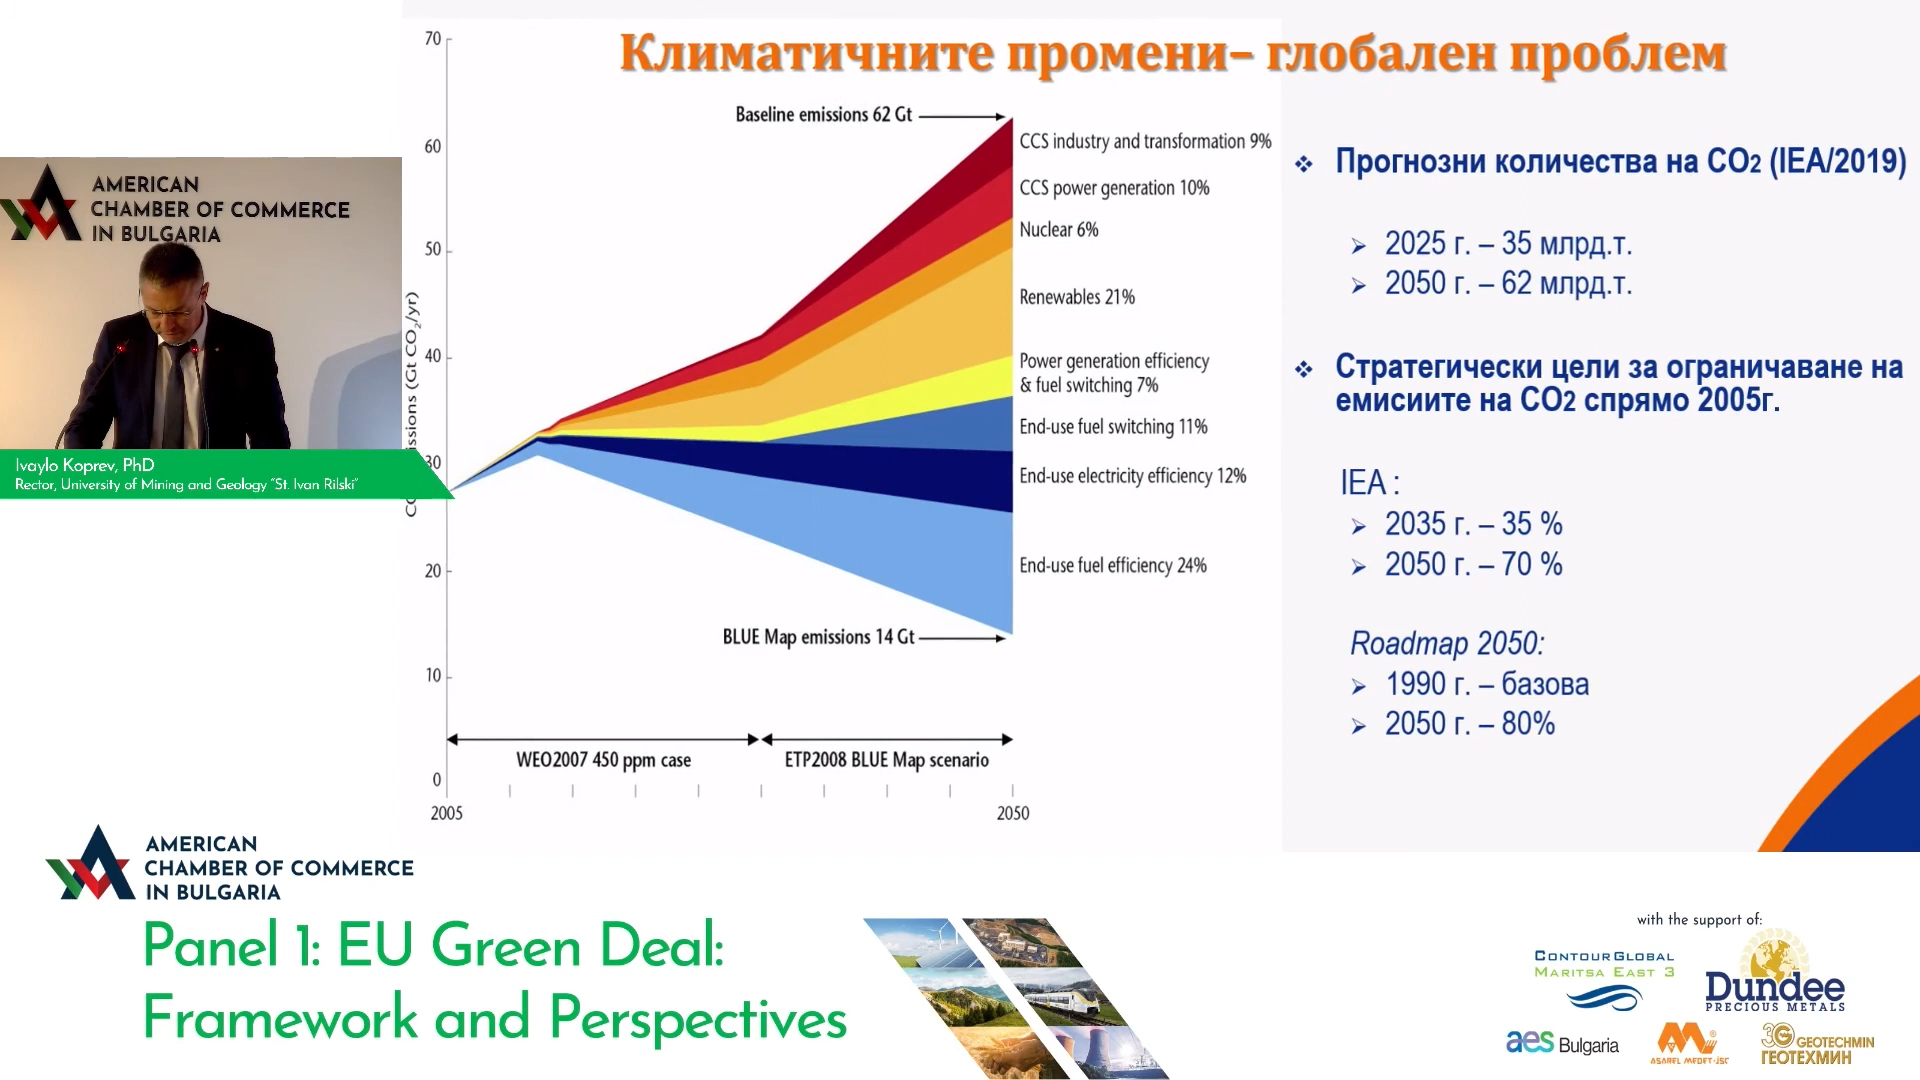 Климатичните промени– глобален проблем
70
60
50
40
30
20
10
0
ssions (Gt CO2/yr)
Baseline emissions 62 Gt
CCS industry and transformation 9%
CCS power generation 10%
Nuclear 6%
Renewables 21%
Power generation efficiency
& fuel switching 7%
End-use fuel switching 11%
End-use electricity efficiency 12%
End-use fuel efficiency 24%
BLUE Map emissions 14 Gt
WEO2007 450 ppm case
ETP2008 BLUE Map scenario
2005
2050
Прогнозни количества на CO2 (IEA/2019)
2025 г. – 35 млрд.т.
2050 г. – 62 млрд.т.
Стратегически цели за ограничаване на
емисиите на CO2 спрямо 2005г.
IEA :
2035 г. – 35 %
2050 г. – 70 %
Roadmap 2050:
1990 г. – базова
2050 г. – 80%
AMERICAN
CHAMBER OF COMMERCE
IN BULGARIA
Ivaylo Koprev, PhD
Rector, University of Mining and Geology “St. Ivan Rilski”
AMERICAN
CHAMBER OF COMMERCE
IN BULGARIA
Panel 1: EU Green Deal:
Framework and Perspectives
with the support of:
CONTOURGLOBAL
MARITSA EAST 3
Dundee
PRECIOUS METALS
aes Bulgaria
ASAREL MEDET-JSC
3G GEOTECHMIN
ГЕОТЕХМИН